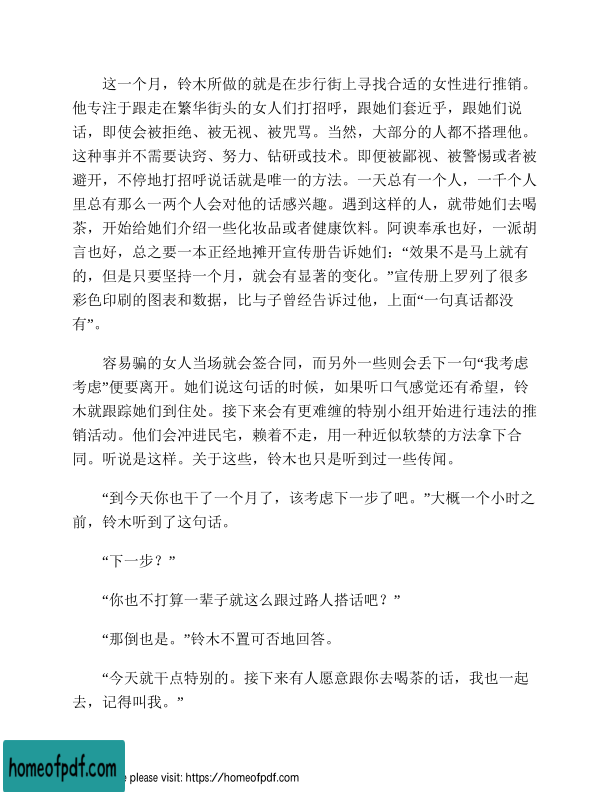 这一个月，铃木所做的就是在步行街上寻找合适的女性进行推销。
他专注于跟走在繁华街头的女人们打招呼，跟她们套近乎，跟她们说
话，即使会被拒绝、被无视、被咒骂。当然，大部分的人都不搭理他。
这种事并不需要诀窍、努力、钻研或技术。即便被鄙视、被警惕或者被
避开，不停地打招呼说话就是唯一的方法。一天总有一个人，一千个人
里总有那么一两个人会对他的话感兴趣。遇到这样的人，就带她们去喝
茶，开始给她们介绍一些化妆品或者健康饮料。阿谀奉承也好，一派胡
言也好，总之要一本正经地摊开宣传册告诉她们：“效果不是马上就有
的，但是只要坚持一个月，就会有显著的变化。”宣传册上罗列了很多
彩色印刷的图表和数据，比与子曾经告诉过他，上面“一句真话都没
有”。
容易骗的女人当场就会签合同，而另外一些则会丢下一句“我考虑
考虑”便要离开。她们说这句话的时候，如果听口气感觉还有希望，铃
木就跟踪她们到住处。接下来会有更难缠的特别小组开始进行违法的推
销活动。他们会冲进民宅，赖着不走，用一种近似软禁的方法拿下合
同。听说是这样。关于这些，铃木也只是听到过一些传闻。
“到今天你也干了一个月了，该考虑下一步了吧。”大概一个小时之
前，铃木听到了这句话。
“下一步？”
“你也不打算一辈子就这么跟过路人搭话吧？”
“那倒也是。”铃木不置可否地回答。
“今天就干点特别的。接下来有人愿意跟你去喝茶的话，我也一起
去，记得叫我。”
homeofpdf.com
e please visit: https://homeofpdf.com